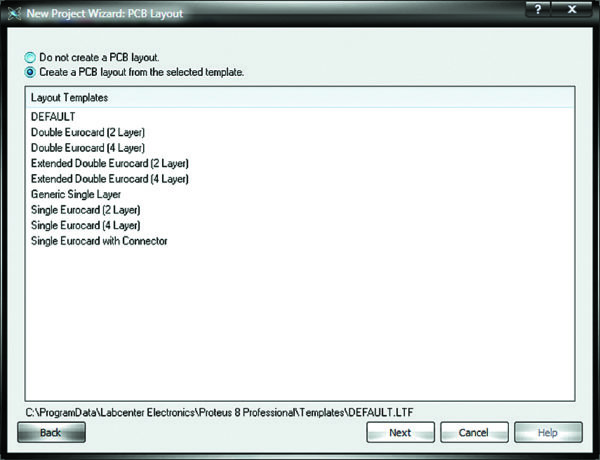 New Project Wizard: PCB Layout
? X
Do not create a PCB layout.
Create a PCB layout from the selected template.
Layout Templates
DEFAULT
Double Eurocard (2 Layer)
Double Eurocard (4 Layer)
Extended Double Eurocard (2 Layer)
Extended Double Eurocard (4 Layer)
Generic Single Layer
Single Eurocard (2 Layer)
Single Eurocard (4 Layer)
Single Eurocard with Connector
C:\ProgramData\Labcenter Electronics\Proteus 8 Professional\Templates\DEFAULT.LTF
Back Next Cancel Help